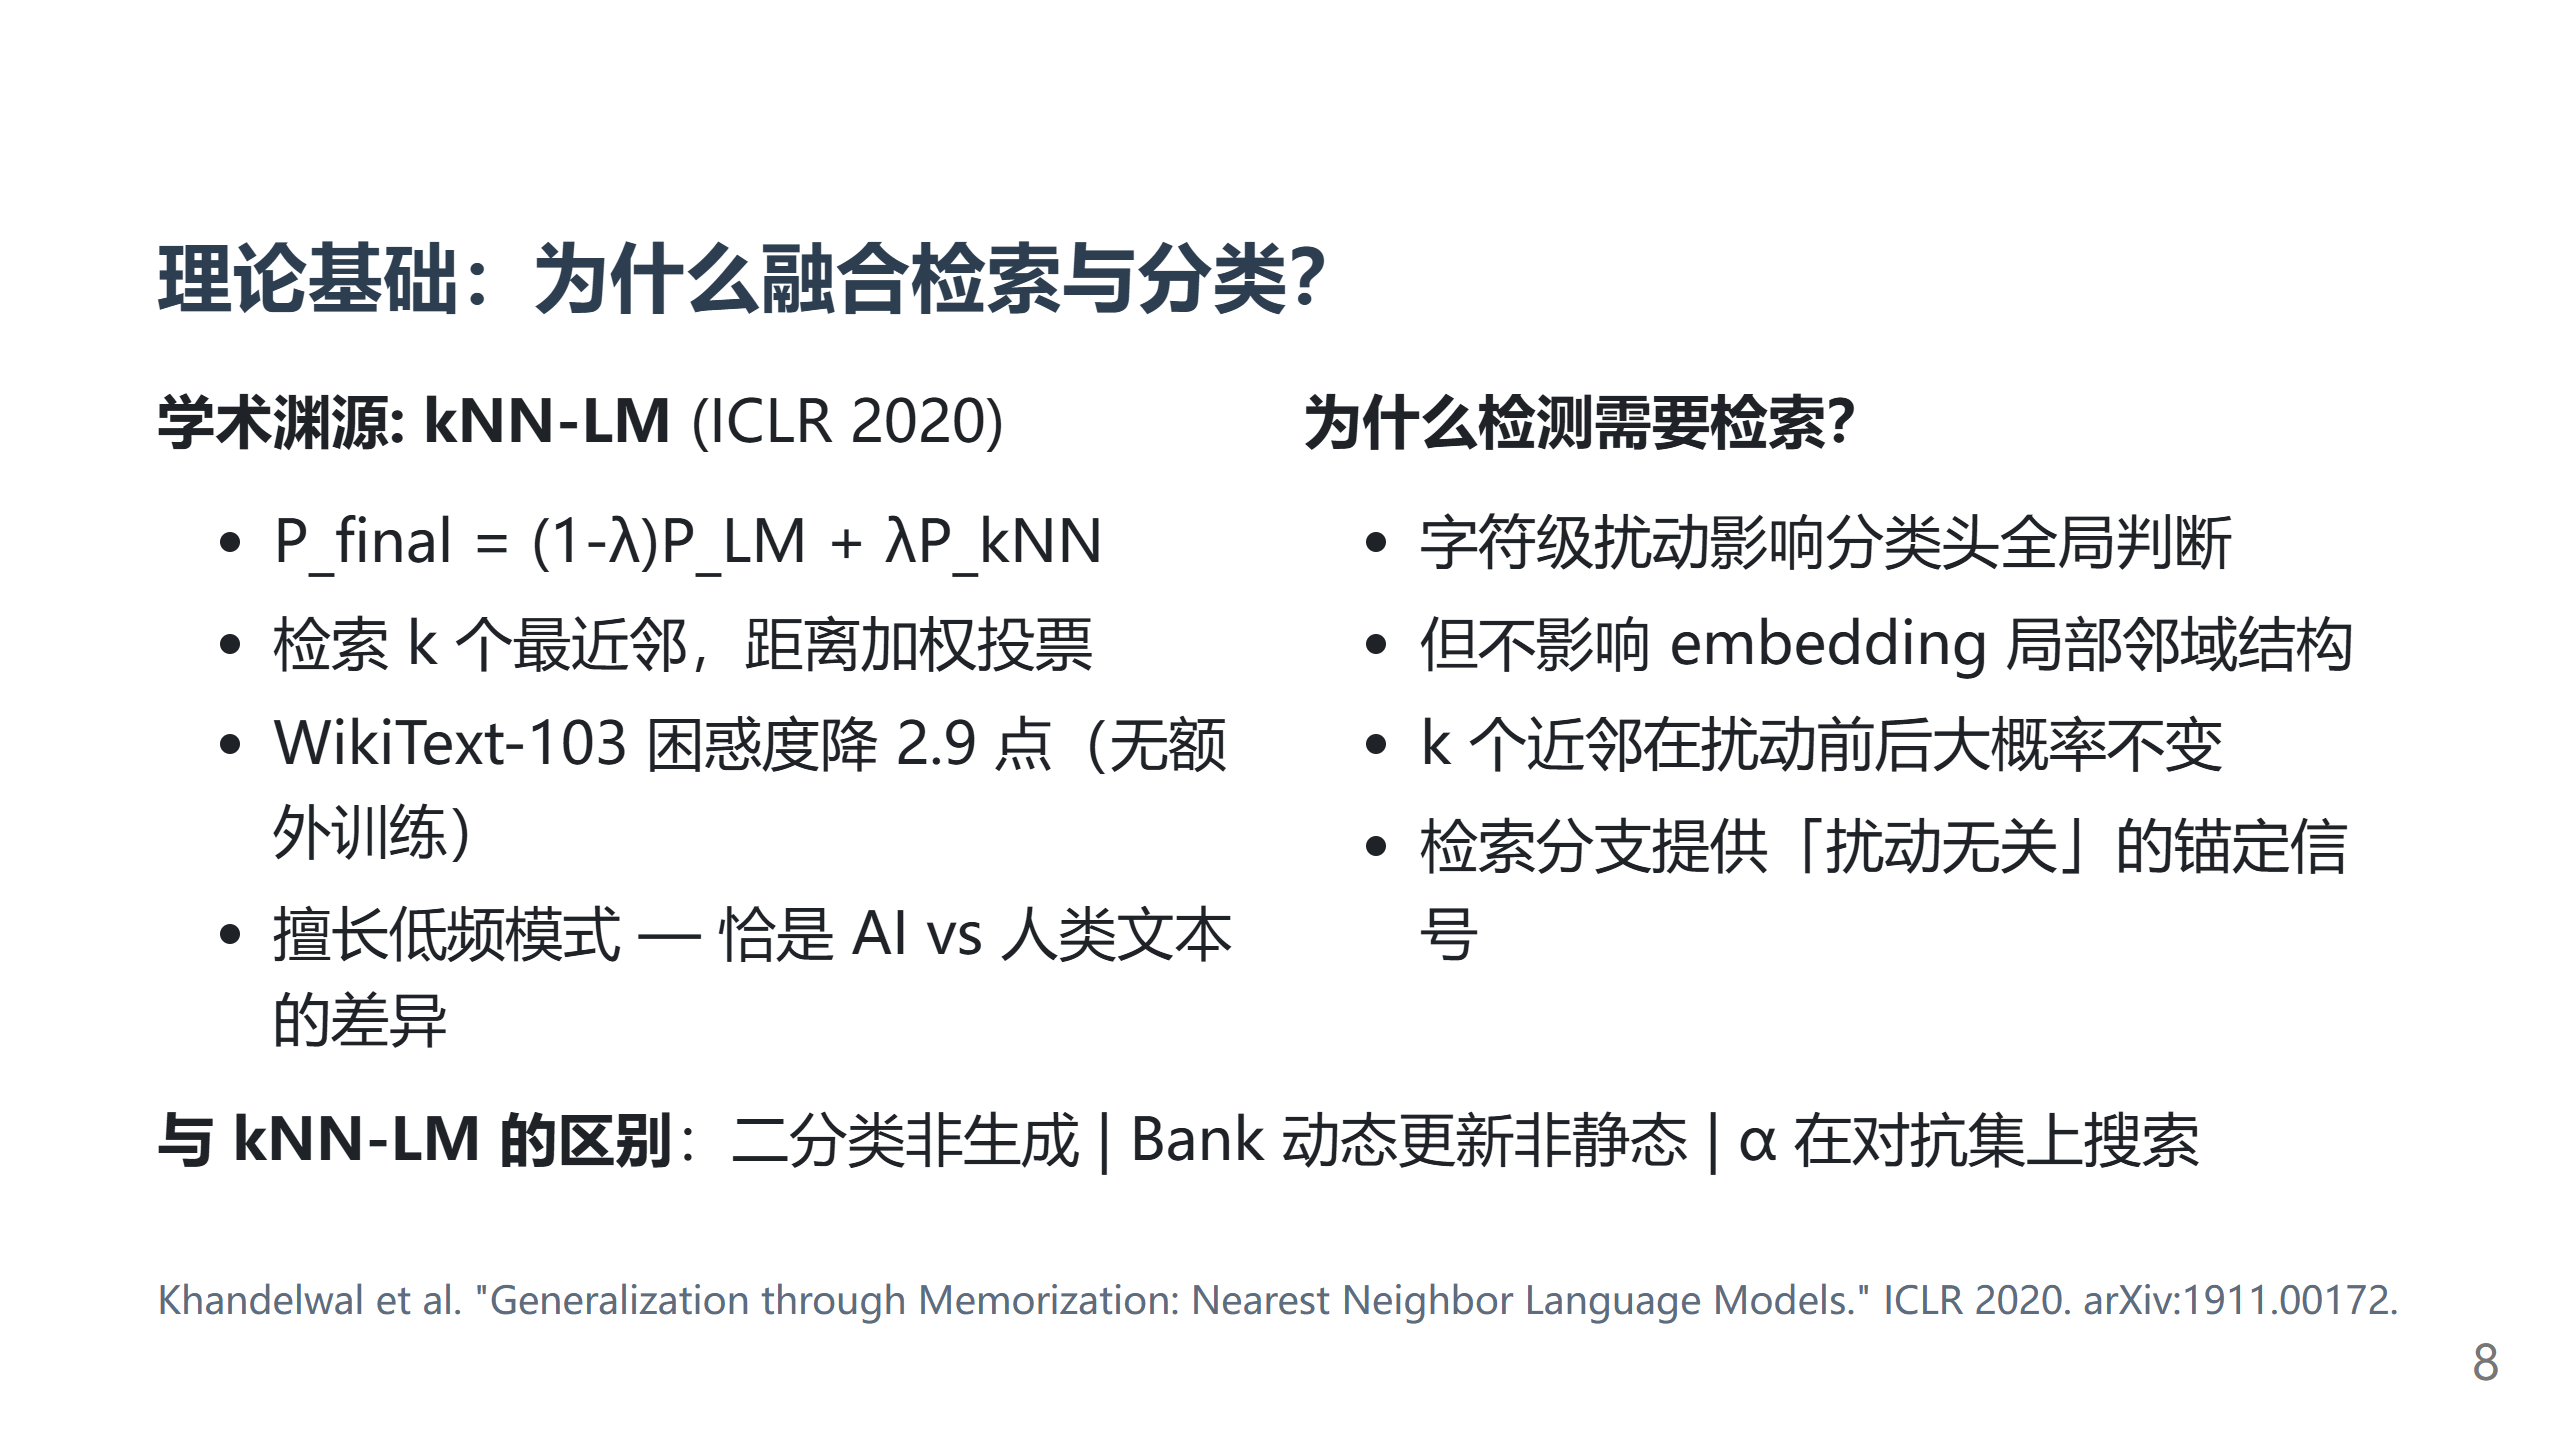 理论基础：为什么融合检索与分类？
学术渊源: kNN-LM (ICLR 2020)
P_final = (1-λ)P_LM + λP_kNN
检索 k 个最近邻，距离加权投票
WikiText-103 困惑度降 2.9 点（无额
外训练）
擅长低频模式 — 恰是 AI vs 人类文本
的差异
为什么检测需要检索？
字符级扰动影响分类头全局判断
但不影响 embedding 局部邻域结构
k 个近邻在扰动前后大概率不变
检索分支提供「扰动无关」的锚定信
号
与 kNN-LM 的区别：二分类非生成 | Bank 动态更新非静态 | α 在对抗集上搜索
Khandelwal et al. "Generalization through Memorization: Nearest Neighbor Language Models." ICLR 2020. arXiv:1911.00172.
8